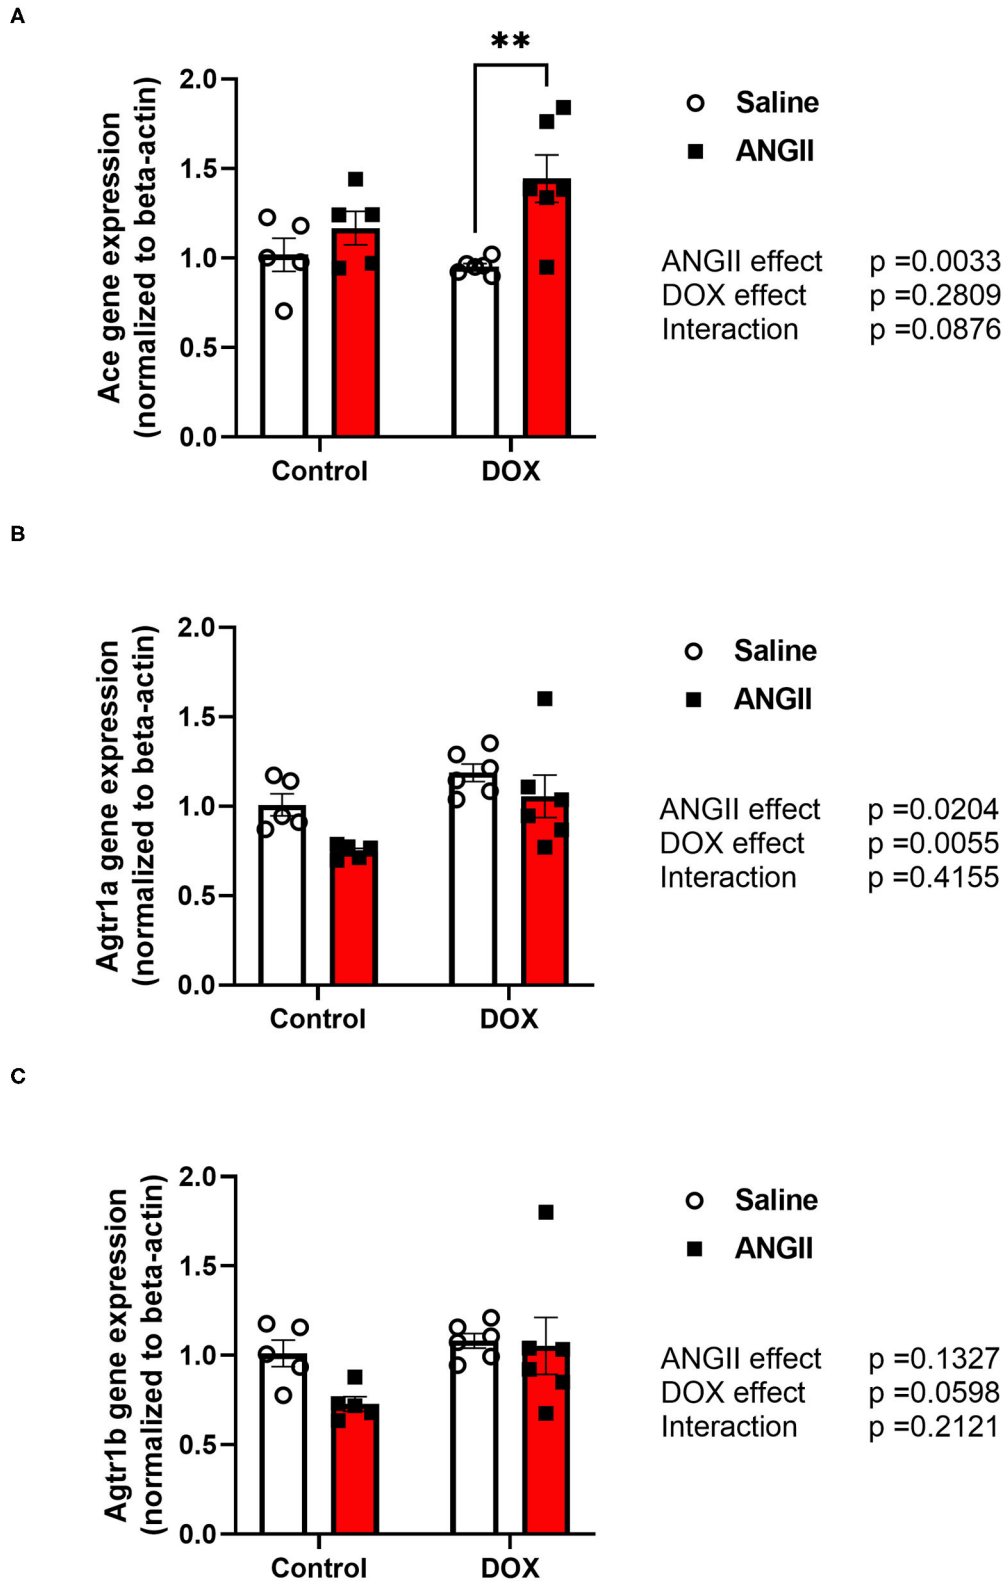 A
**
Ace gene expression
(normalized to beta-actin)
2.0
1.5
1.0
0.5
0.0
Control
DOX
Saline
ANGII
ANGII effect p =0.0033
DOX effect p =0.2809
Interaction p =0.0876
B
Agtr1a gene expression
(normalized to beta-actin)
2.0
1.5
1.0
0.5
0.0
Control
DOX
Saline
ANGII
ANGII effect p =0.0204
DOX effect p =0.0055
Interaction p =0.4155
C
Agtr1b gene expression
(normalized to beta-actin)
2.0
1.5
1.0
0.5
0.0
Control
DOX
Saline
ANGII
ANGII effect p =0.1327
DOX effect p =0.0598
Interaction p =0.2121